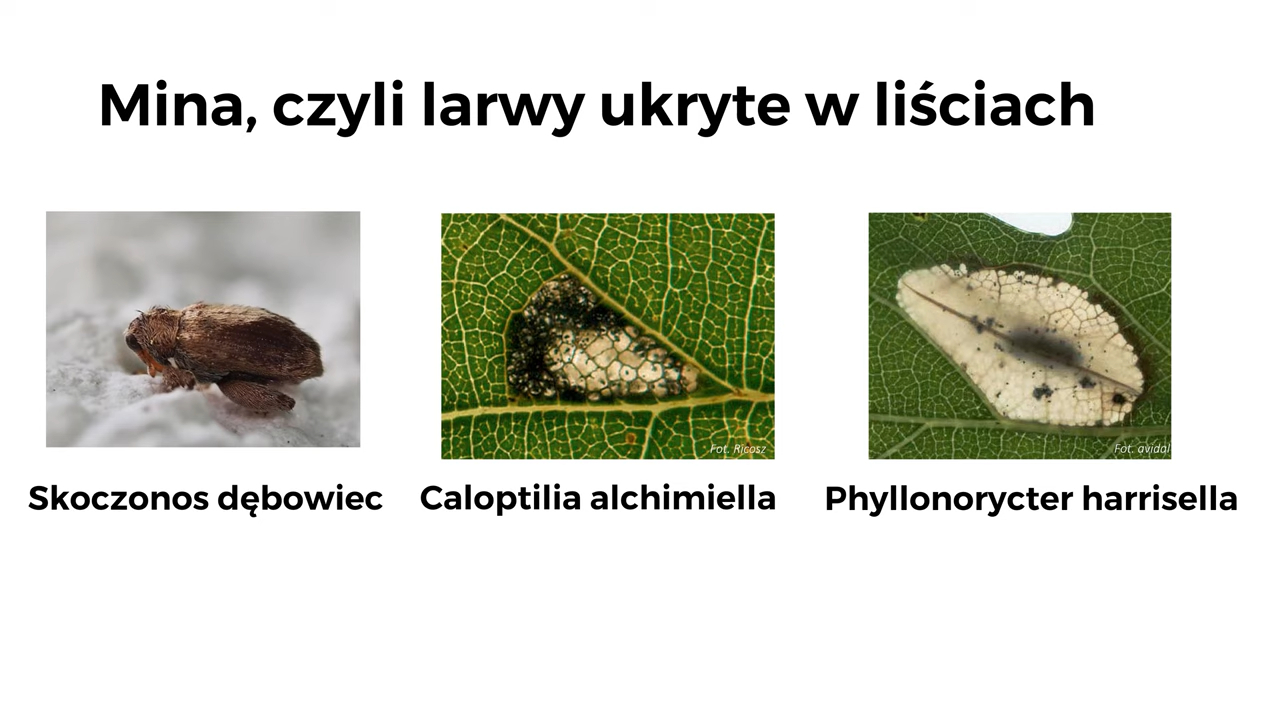 Mina, czyli larwy ukryte w liściach
Fot. Ricosz
Fot. avidal
Skoczonos dębowiec
Caloptilia alchimiella
Phyllonorycter harrisella